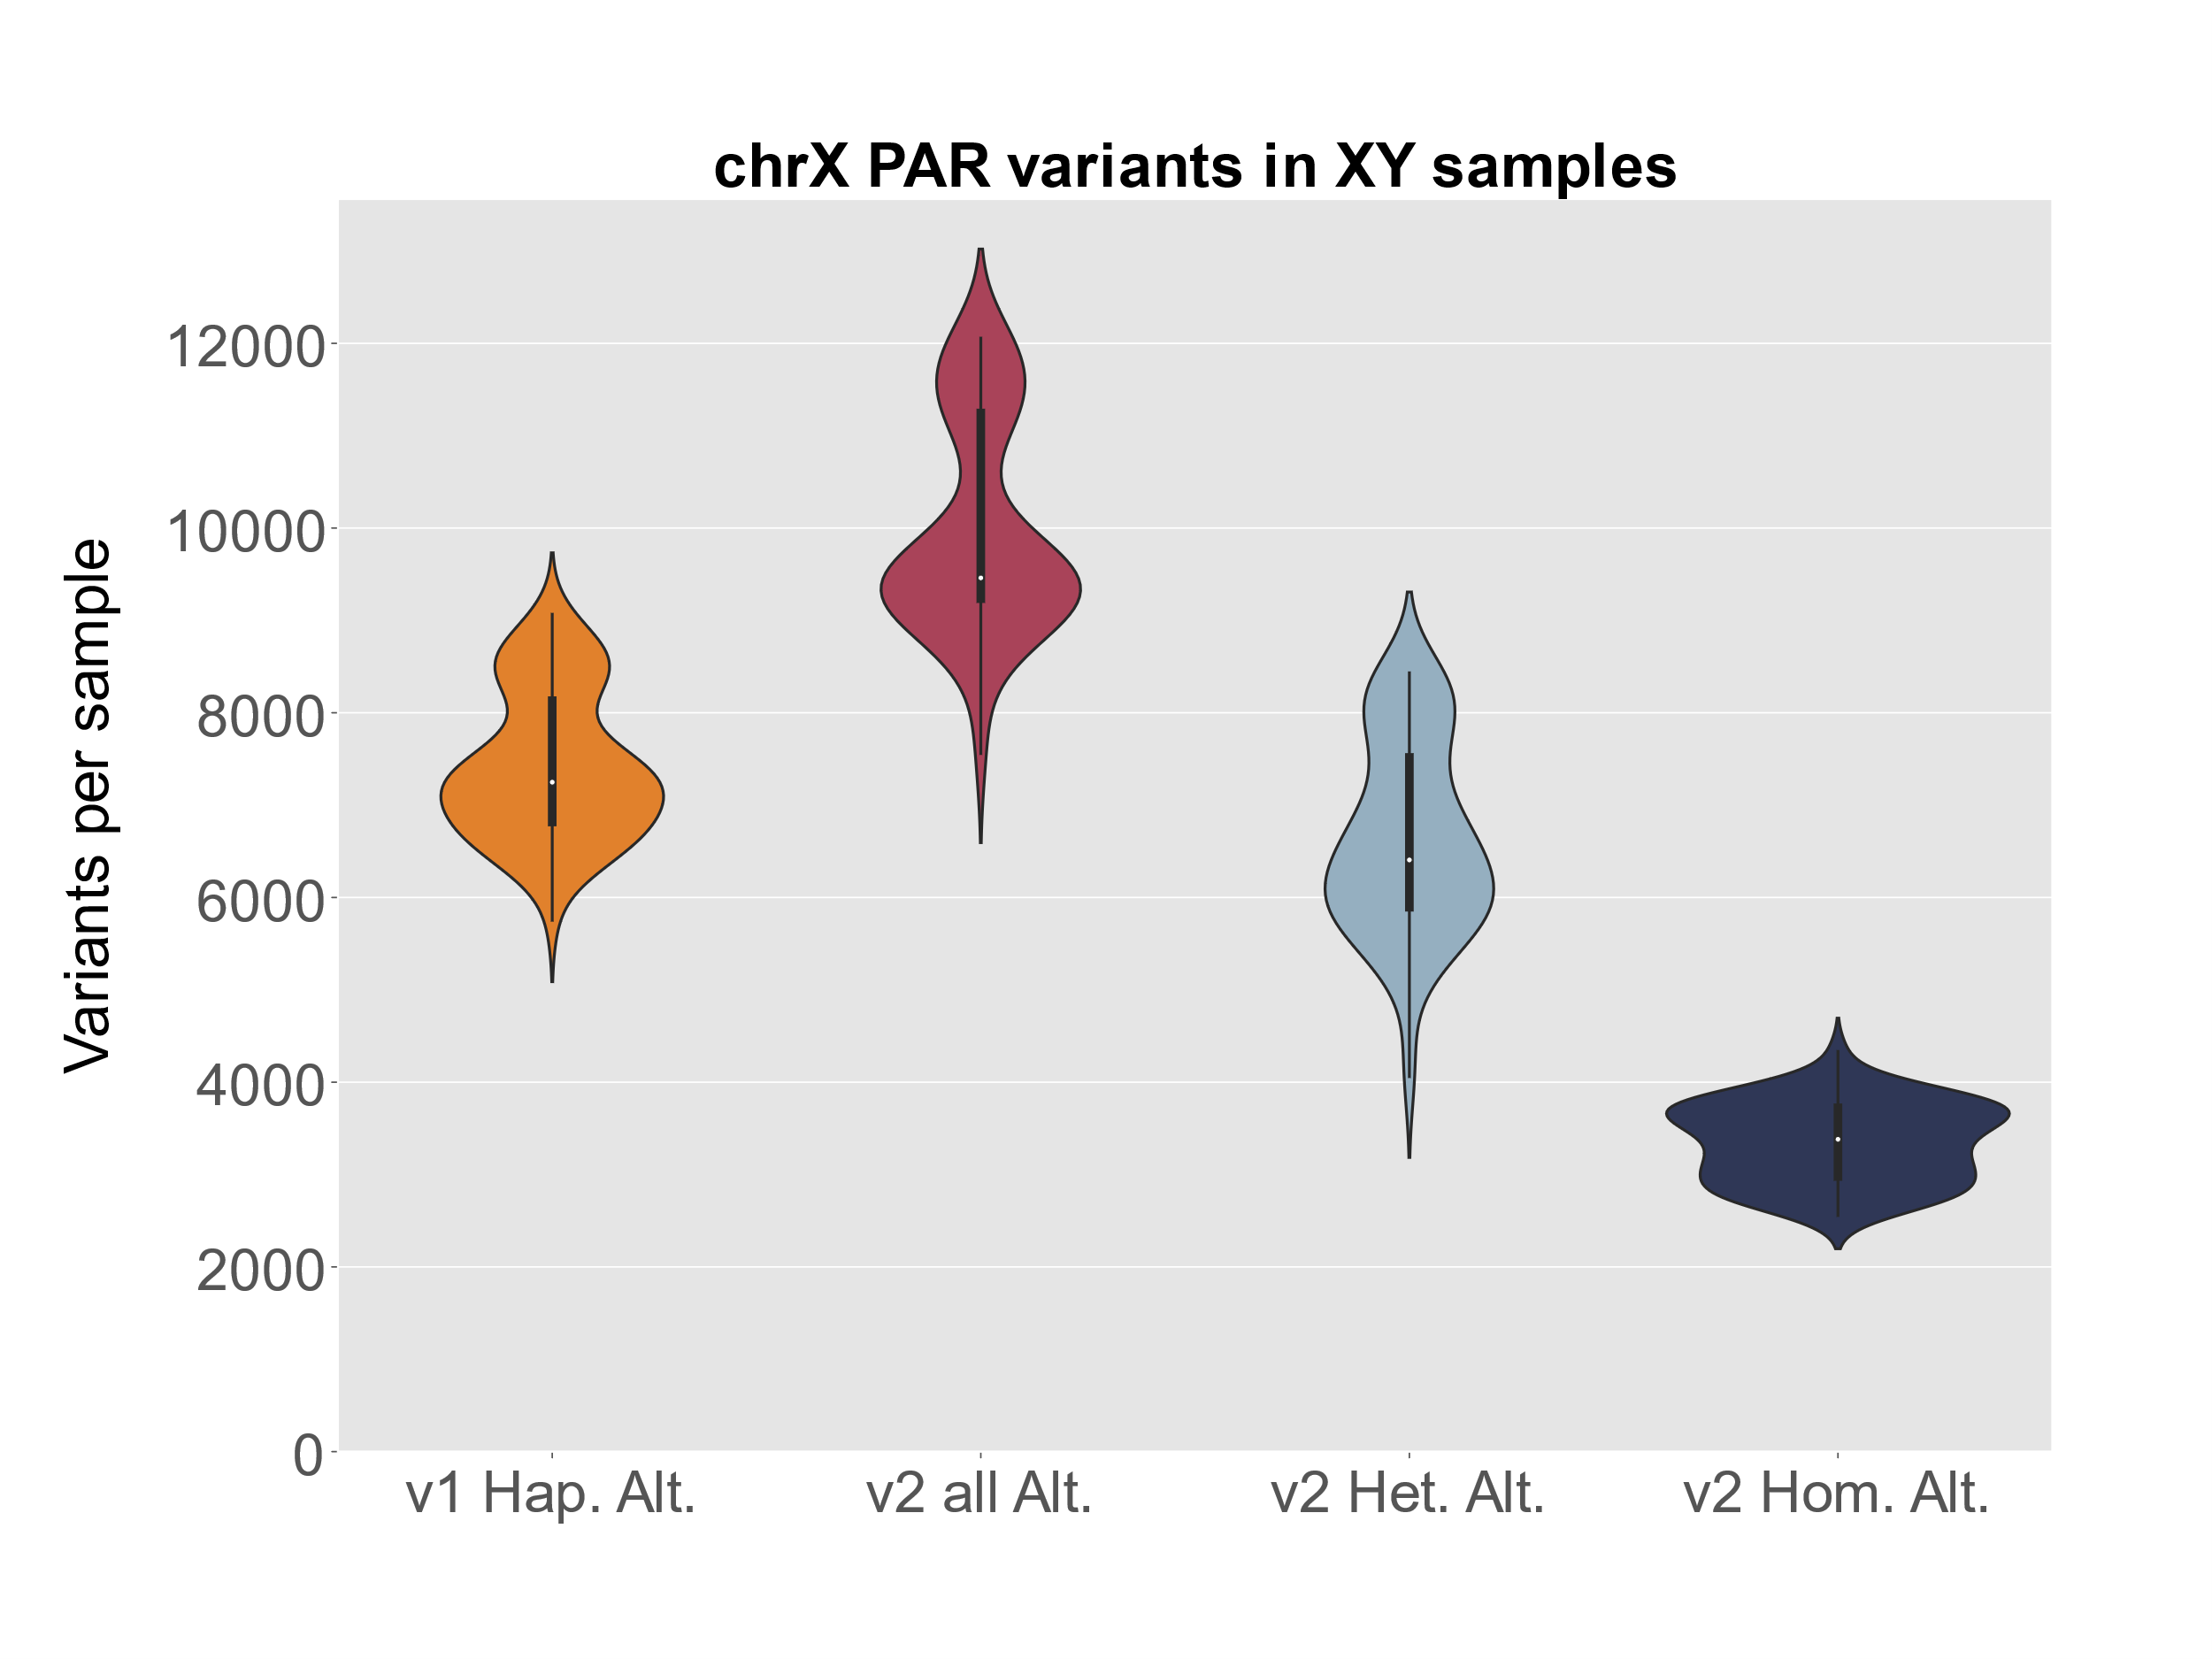 chrX PAR variants in XY samples
Variants per sample
12000
10000
8000
6000
4000
2000
0
v1 Hap. Alt.
v2 all Alt.
v2 Het. Alt.
v2 Hom. Alt.